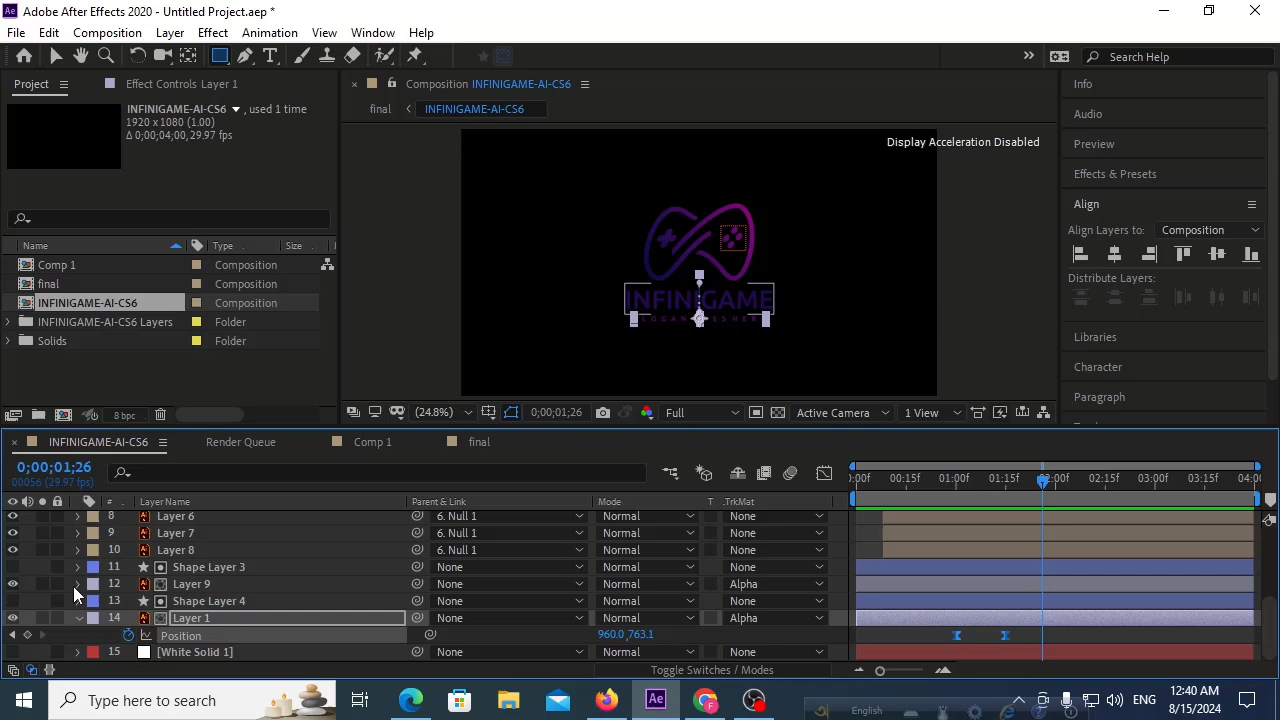 Adobe After Effects 2020 - Untitled Project.aep *
File Edit Composition Layer Effect Animation View Window Help
Search Help
Project
Effect Controls Layer 1
Composition INFINIGAME-AI-CS6
Info
INFINIGAME-AI-CS6 , used 1 time
1920 x 1080 (1.00)
Δ 0;00;04;00, 29.97 fps
final
INFINIGAME-AI-CS6
Audio
Display Acceleration Disabled
Preview
Effects & Presets
Align
Align Layers to: Composition
Distribute Layers:
INFINIGAME
Name Type Size
Comp 1 Composition
final Composition
INFINIGAME-AI-CS6 Composition
INFINIGAME-AI-CS6 Layers Folder
Solids Folder
Libraries
Character
Paragraph
8 bpc
(24.8%) 0;00;01;26 Full Active Camera 1 View
INFINIGAME-AI-CS6 Render Queue Comp 1 final
0;00;01;26
00056 (29.97 fps)
:00f 00:15f 01:00f 01:15f 02:00f 02:15f 03:00f 03:15f 04:00
# Layer Name Parent & Link Mode T .TrkMat
8 Layer 6 6. Null 1 Normal None
9 Layer 7 6. Null 1 Normal None
10 Layer 8 6. Null 1 Normal None
11 Shape Layer 3 None Normal None
12 Layer 9 None Normal Alpha
13 Shape Layer 4 None Normal None
14 Layer 1 None Normal Alpha
Position 960.0,763.1
15 [White Solid 1] None Normal None
Toggle Switches / Modes
Type here to search
English
ENG
12:40 AM
8/15/2024